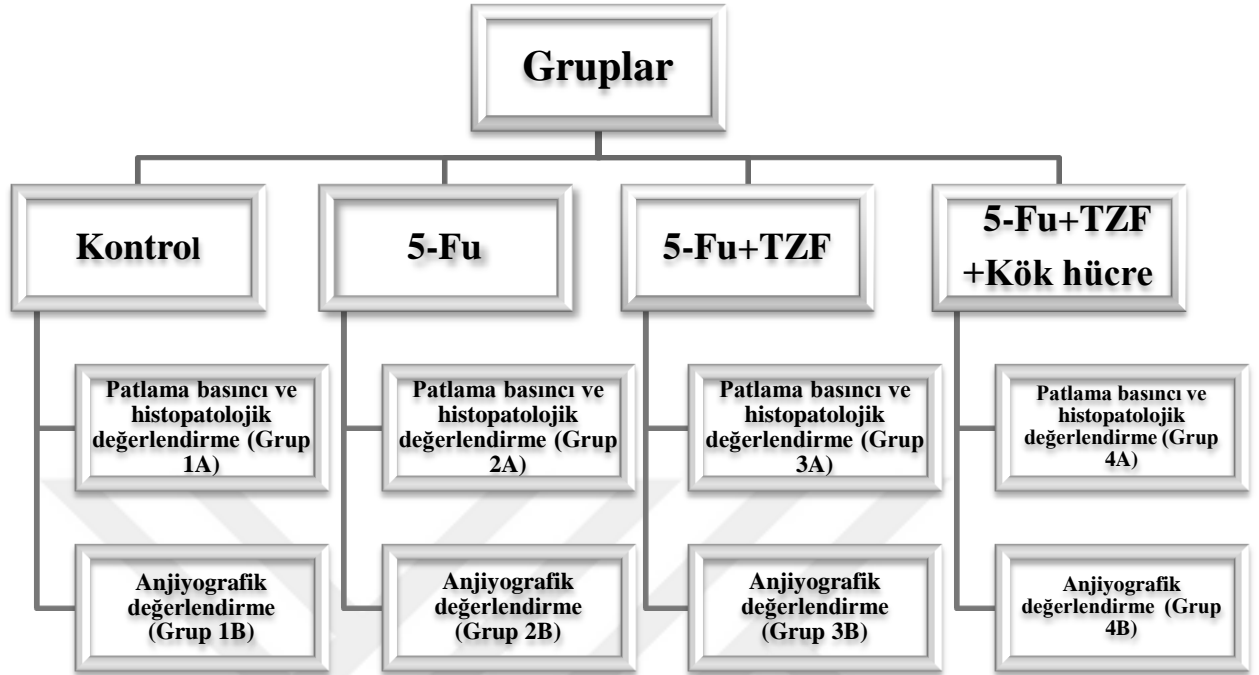 Gruplar
Kontrol
5-Fu
5-Fu+TZF
5-Fu+TZF
+Kök hücre
Patlama basıncı ve
histopatolojik
değerlendirme (Grup
1A)
Patlama basıncı ve
histopatolojik
değerlendirme (Grup
2A)
Patlama basıncı ve
histopatolojik
değerlendirme (Grup
3A)
Patlama basıncı ve
histopatolojik
değerlendirme (Grup
4A)
Anjiyografik
değerlendirme
(Grup 1B)
Anjiyografik
değerlendirme
(Grup 2B)
Anjiyografik
değerlendirme
(Grup 3B)
Anjiyografik
değerlendirme (Grup
4B)